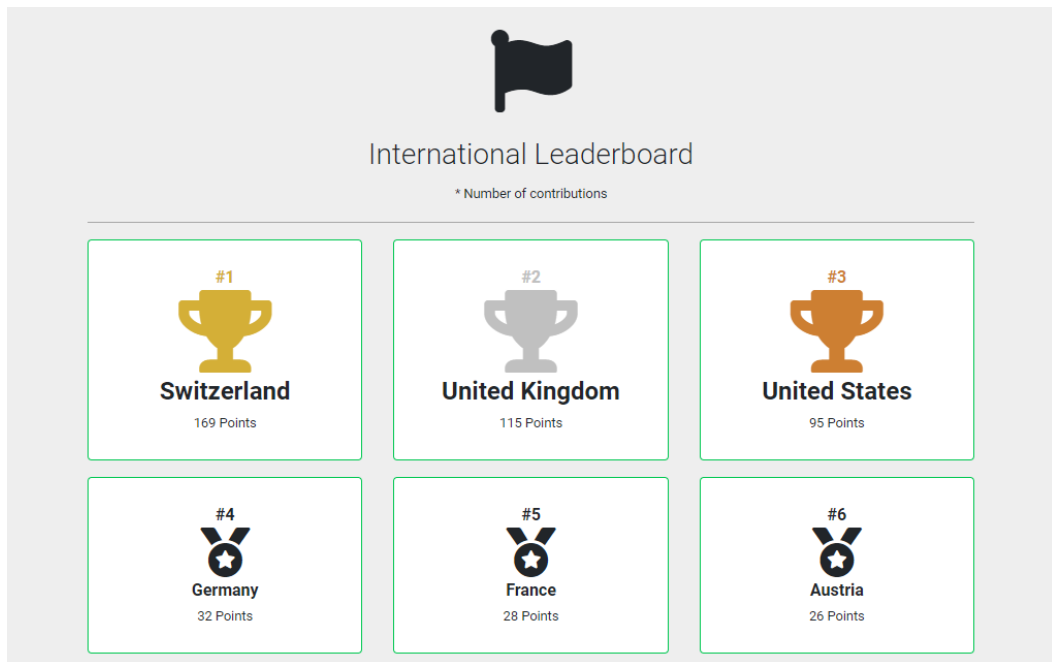 International Leaderboard
* Number of contributions
#1
Switzerland
169 Points
#2
United Kingdom
115 Points
#3
United States
95 Points
#4
Germany
32 Points
#5
France
28 Points
#6
Austria
26 Points